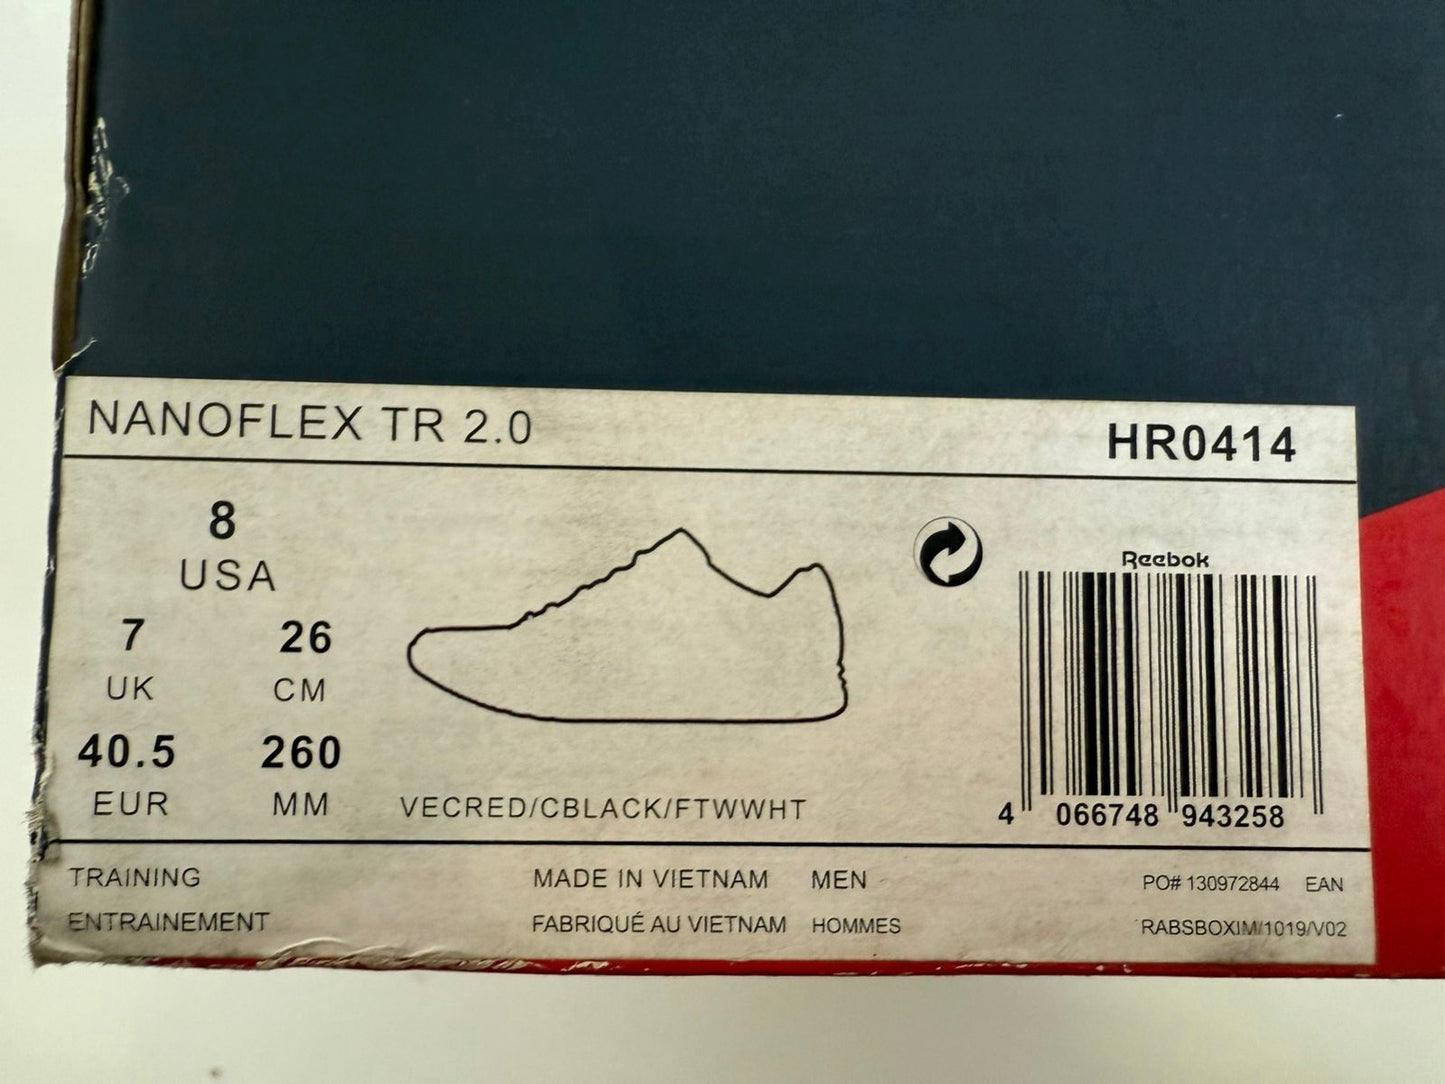 NANOFLEX TR 2.0
HR0414
8
USA
7
UK
26
CM
40.5
EUR
260
MM
VECRED/CBLACK/FTWWHT
Reebok
4 066748 943258
TRAINING
ENTRAINEMENT
MADE IN VIETNAM MEN
FABRIQUÉ AU VIETNAM HOMMES
PO# 130972844 EAN
RABSBOXIM/1019/V02